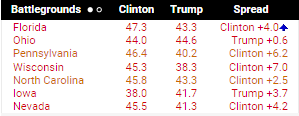 Battlegrounds Clinton Trump Spread
Florida 47.3 43.3 Clinton +4.0
Ohio 44.0 44.6 Trump +0.6
Pennsylvania 46.4 40.2 Clinton +6.2
Wisconsin 45.3 38.3 Clinton +7.0
North Carolina 45.8 43.3 Clinton +2.5
Iowa 38.0 41.7 Trump +3.7
Nevada 45.5 41.3 Clinton +4.2